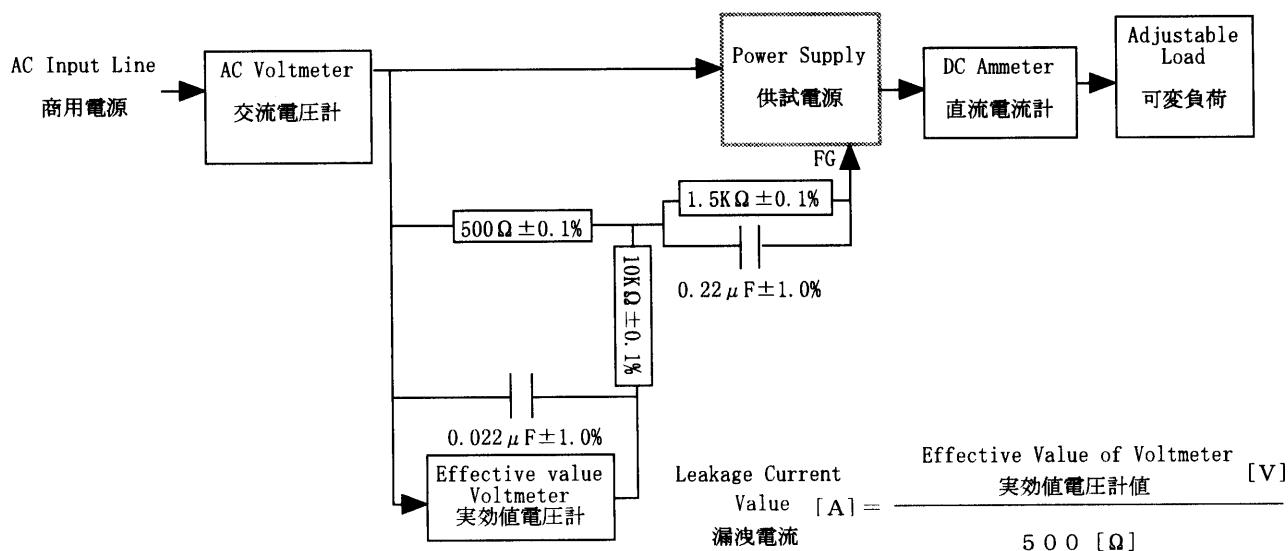 AC Input Line
商用電源
AC Voltmeter
交流電圧計
Power Supply
供試電源
DC Ammeter
直流電流計
Adjustable
Load
可変負荷
FG
1.5KΩ±0.1%
500Ω±0.1%
10KΩ±0.1%
0.22μF±1.0%
0.022μF±1.0%
Effective value
Voltmeter
実効値電圧計
Leakage Current
Value [A]=
漏洩電流
Effective Value of Voltmeter
実効値電圧計値 [V]
500 [Ω]